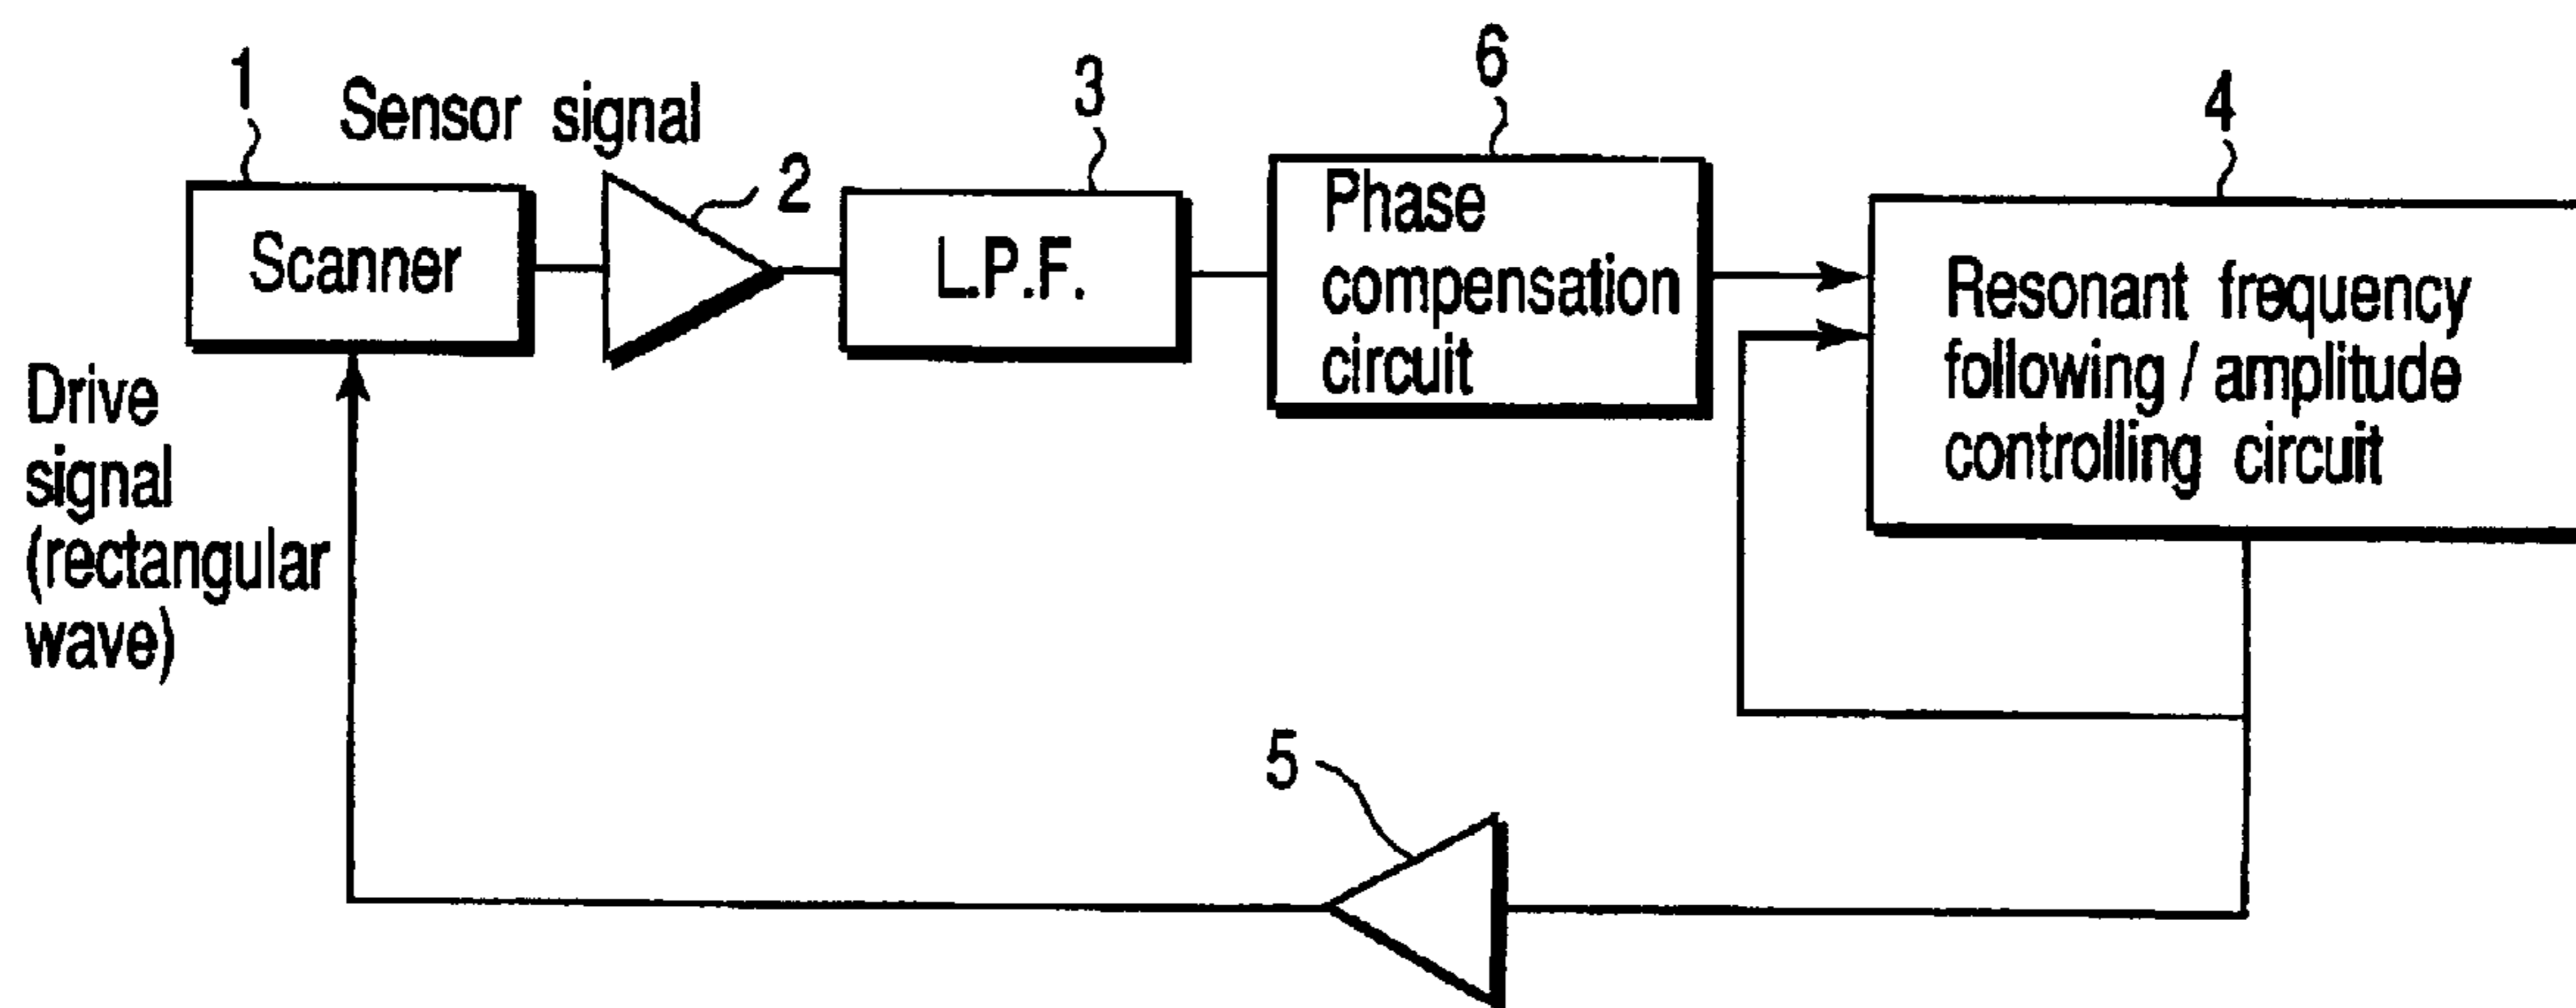 1
Sensor signal
2
3
6
4
Scanner
L.P.F.
Phase
compensation
circuit
Resonant frequency
following / amplitude
controlling circuit
Drive
signal
(rectangular
wave)
5